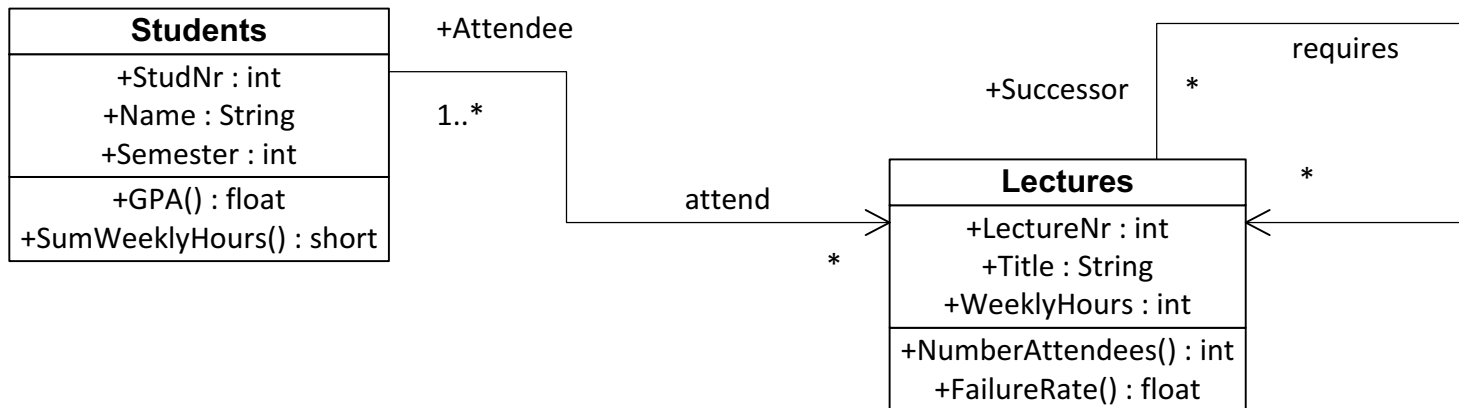 Students
+StudNr : int
+Name : String
+Semester : int
+GPA() : float
+SumWeeklyHours() : short
+Attendee
1..*
attend
*
+Successor
*
requires
*
Lectures
+LectureNr : int
+Title : String
+WeeklyHours : int
+NumberAttendees() : int
+FailureRate() : float